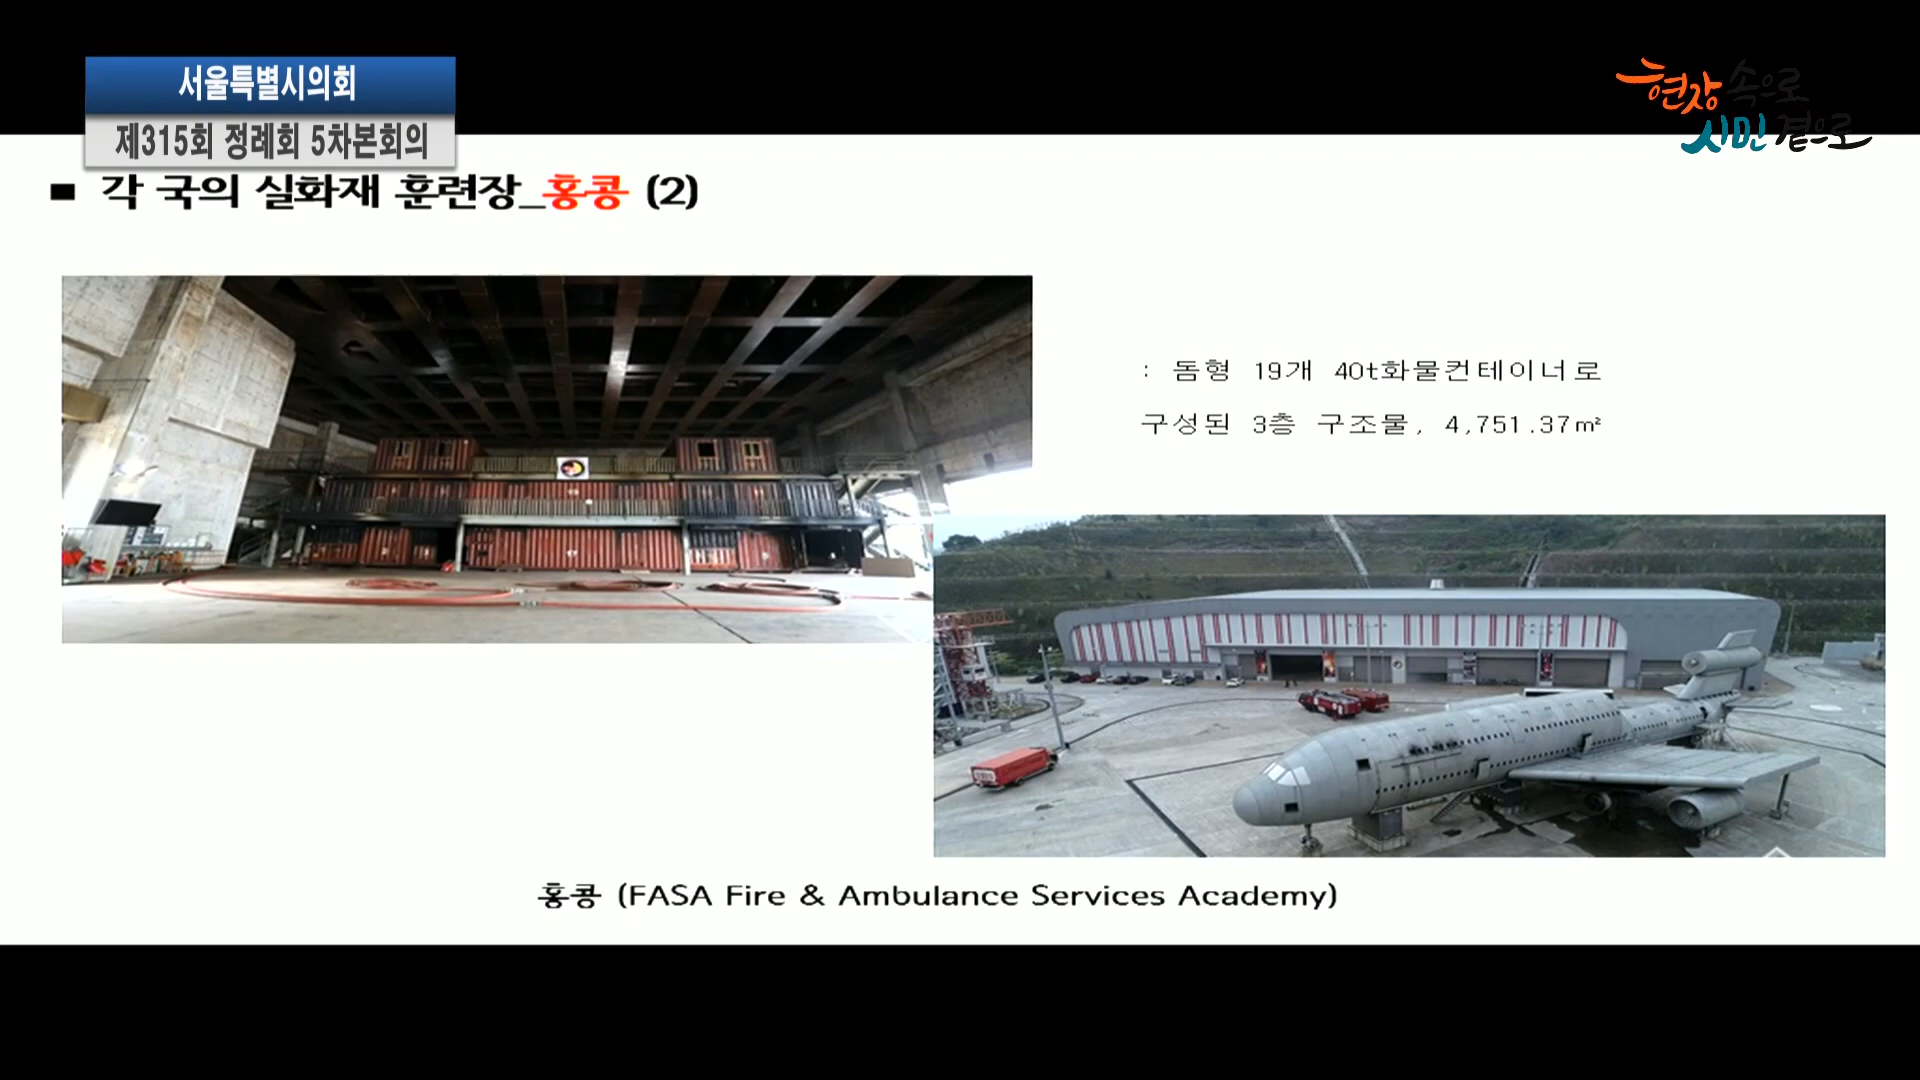 서울특별시의회
제315회 정례회 5차본회의
현장 속으로
시민 곁으로
■ 각 국의 실화재 훈련장_홍콩 (2)
: 돔형 19개 40t화물컨테이너로
구성된 3층 구조물, 4,751.37㎡
홍콩 (FASA Fire & Ambulance Services Academy)